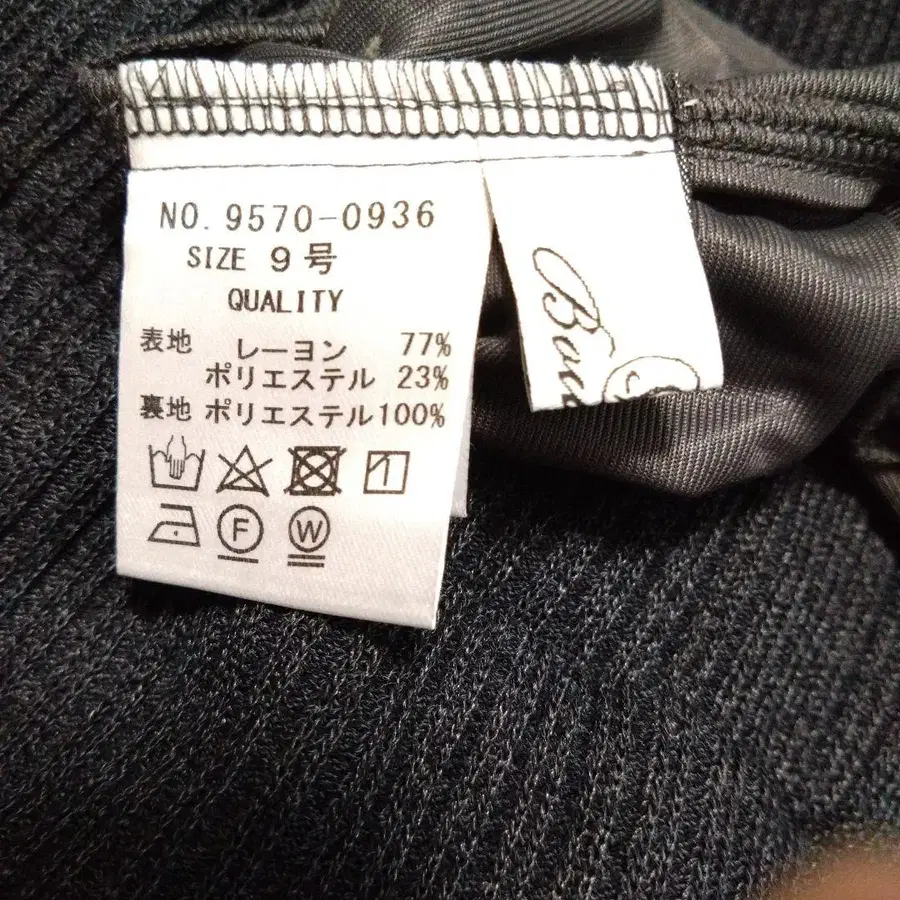 NO. 9570-0936
SIZE 9号
QUALITY
表地 レーヨン 77%
ポリエステル 23%
裏地 ポリエステル100%
F W